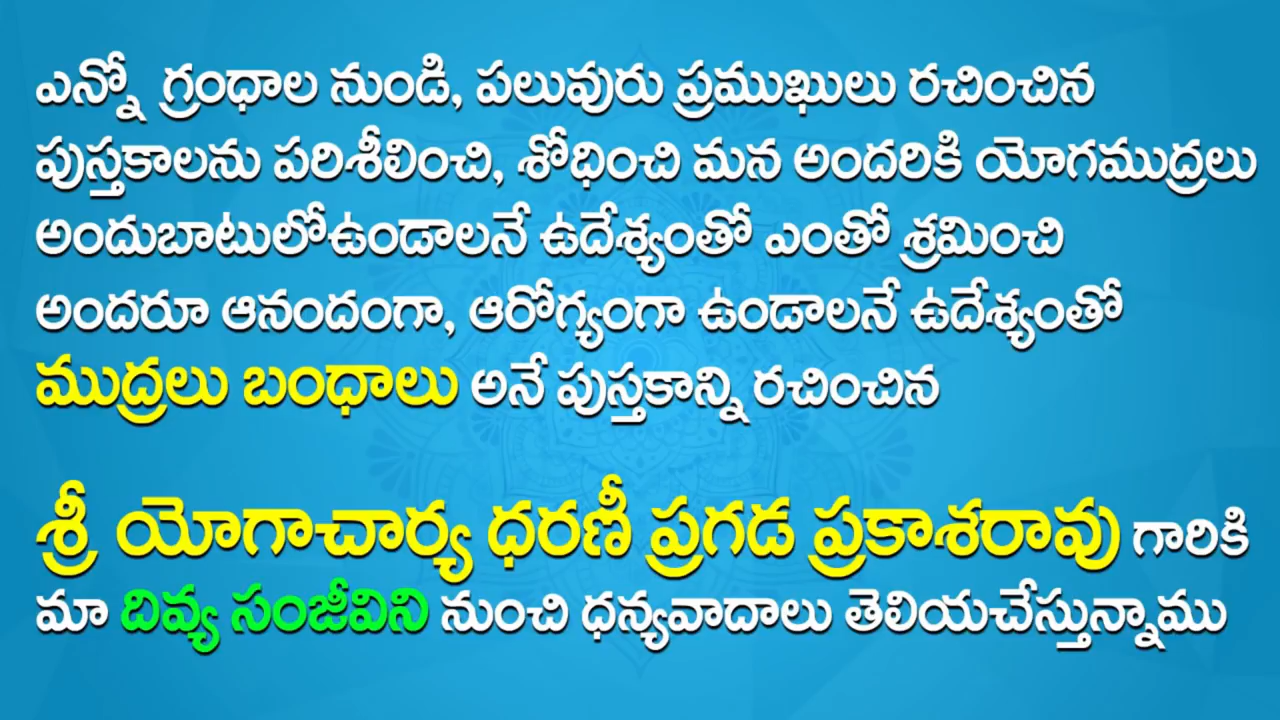 ఎన్నో గ్రంధాల నుండి, పలువురు ప్రముఖులు రచించిన
పుస్తకాలను పరిశీలించి, శోధించి మన అందరికి యోగముద్రలు
అందుబాటులోఉండాలనే ఉదేశ్యంతో ఎంతో శ్రమించి
అందరూ ఆనందంగా, ఆరోగ్యంగా ఉండాలనే ఉదేశ్యంతో
ముద్రలు బంధాలు అనే పుస్తకాన్ని రచించిన
శ్రీ యోగాచార్య ధరణీ ప్రగడ ప్రకాశరావు గారికి
మా దివ్య సంజీవిని నుంచి ధన్యవాదాలు తెలియచేస్తున్నాము